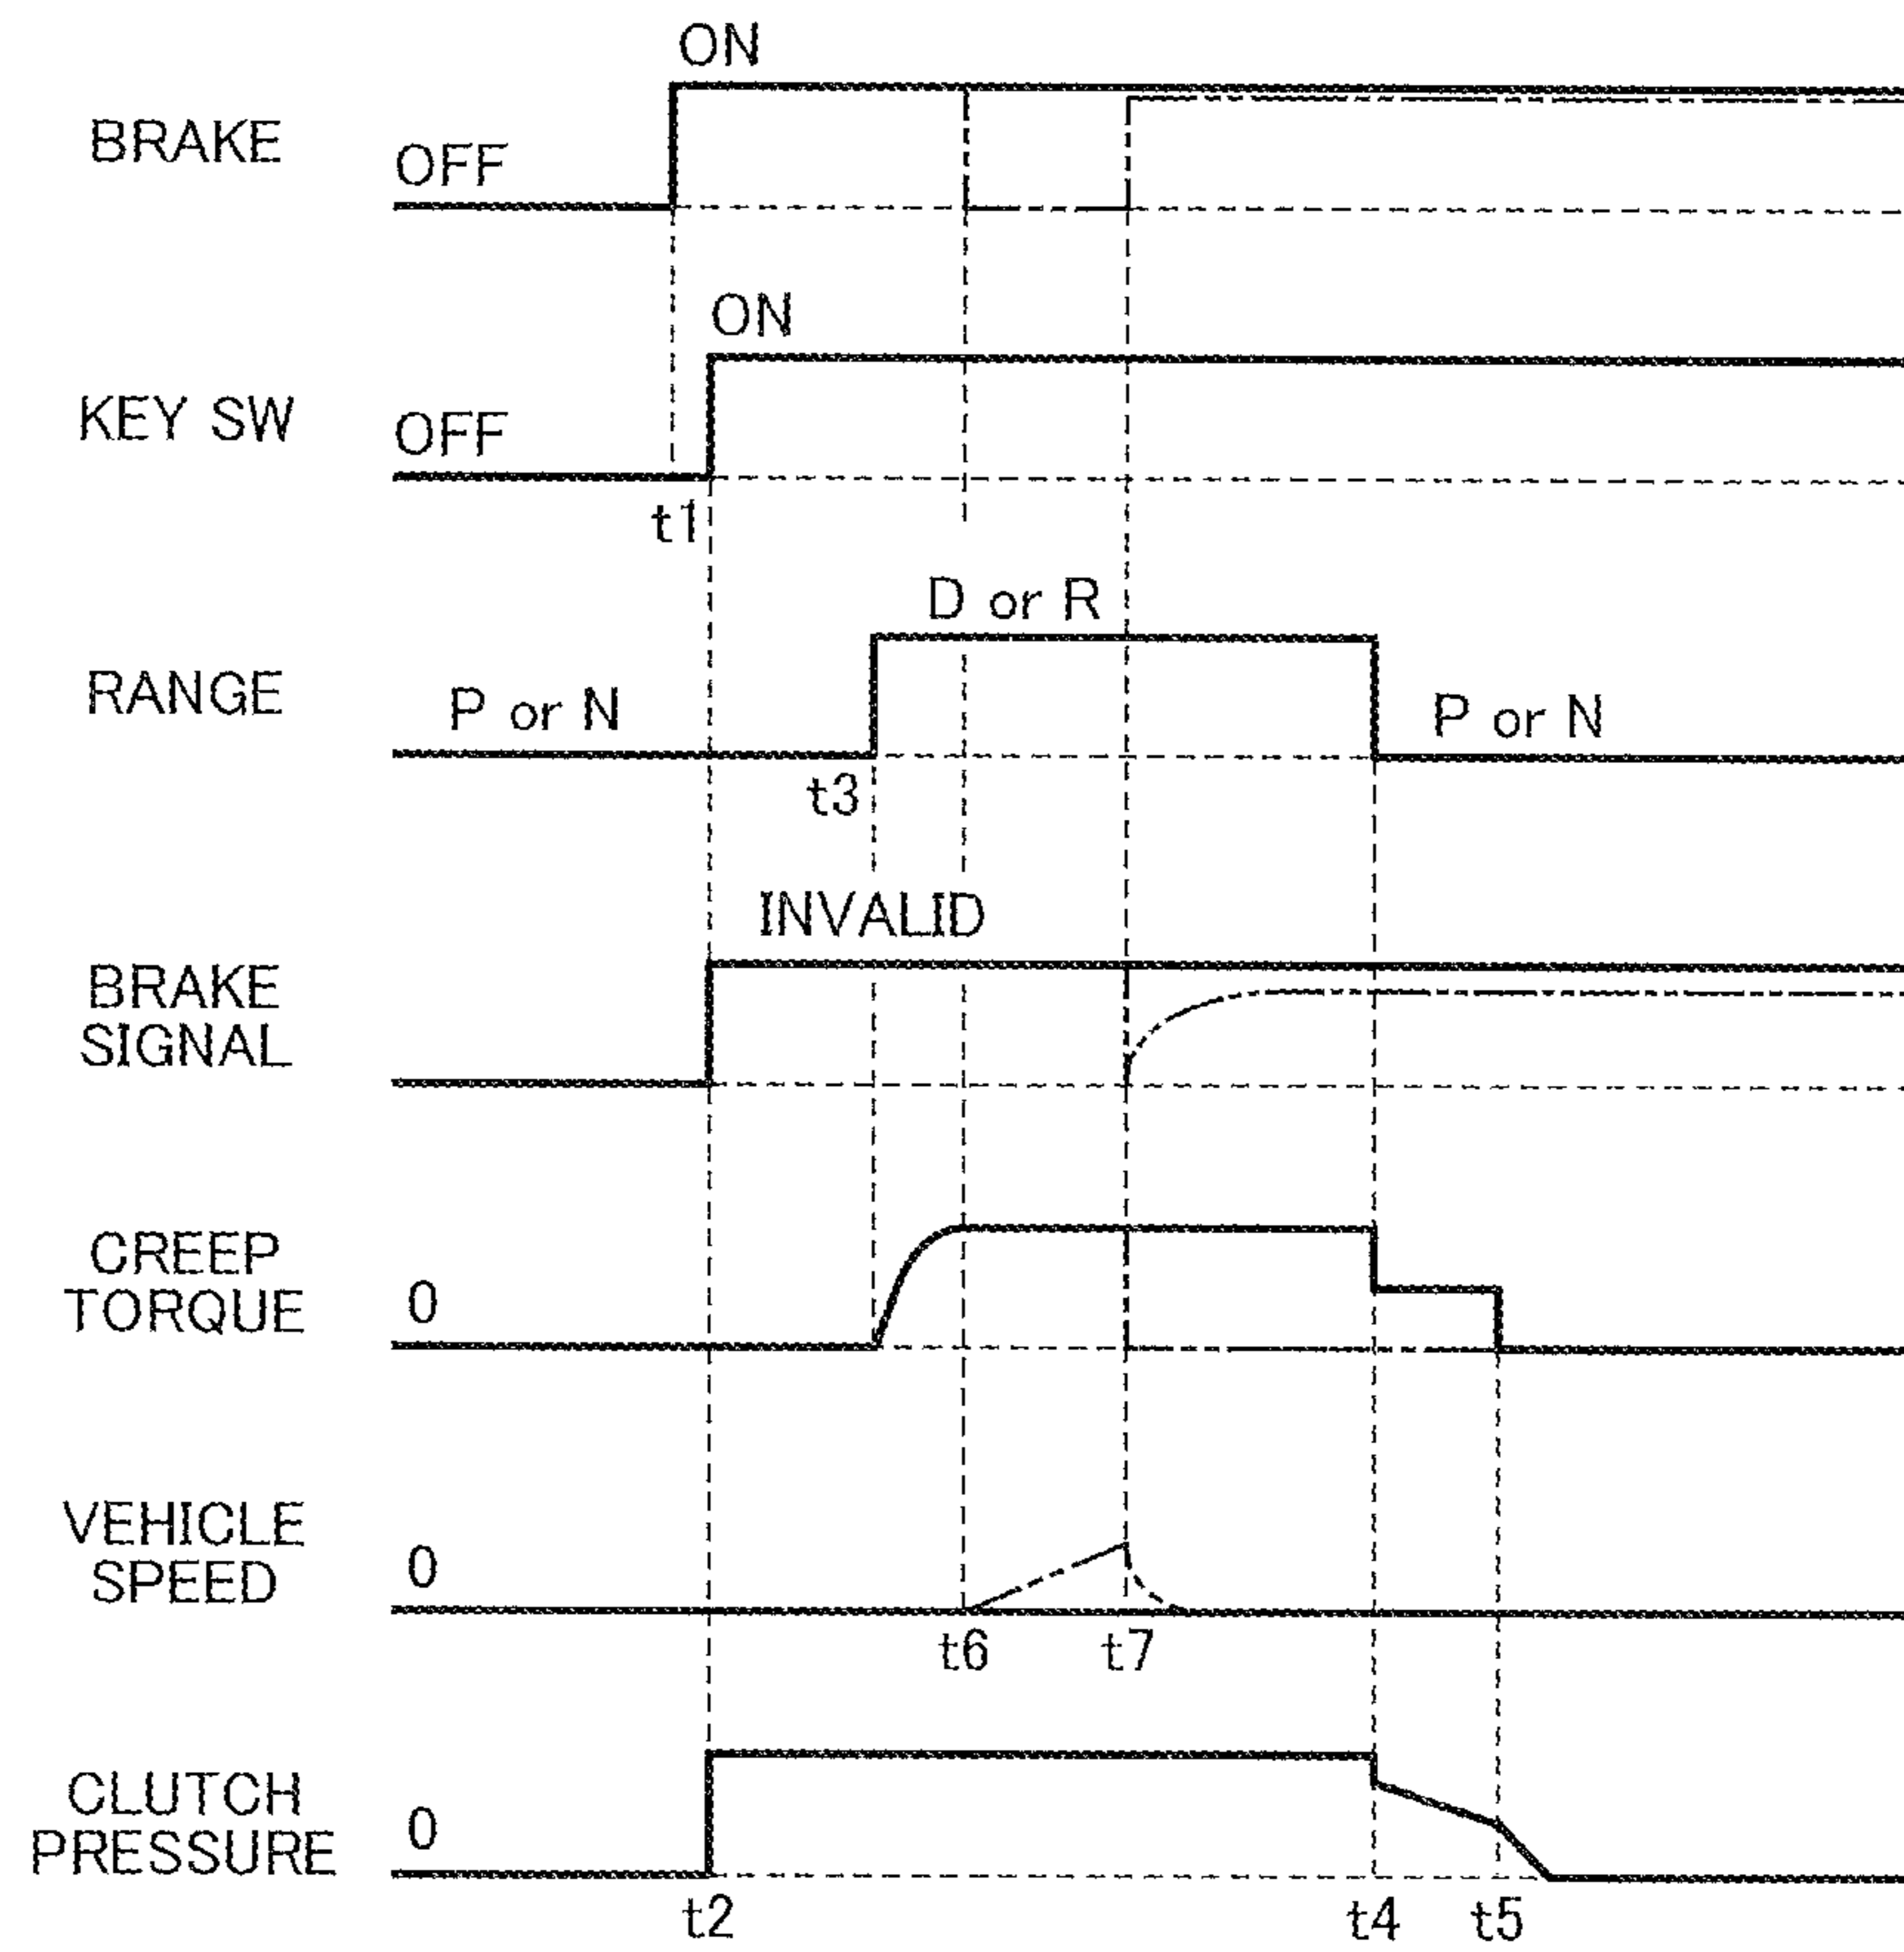 ON
BRAKE
OFF
ON
KEY SW
OFF
t1
D or R
RANGE
P or N
P or N
t3
INVALID
BRAKE
SIGNAL
CREEP
TORQUE
0
VEHICLE
SPEED
0
t6
t7
CLUTCH
PRESSURE
0
t2
t4
t5